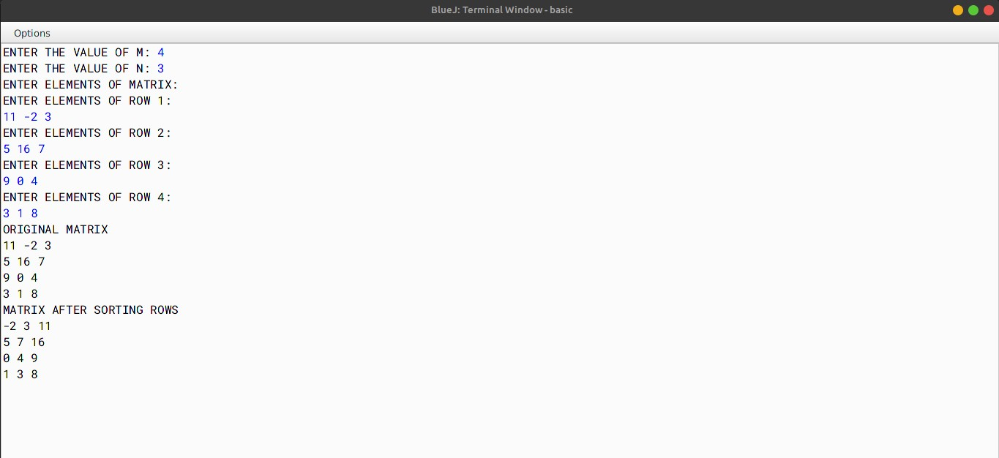 BlueJ: Terminal Window - basic
Options
ENTER THE VALUE OF M: 4
ENTER THE VALUE OF N: 3
ENTER ELEMENTS OF MATRIX:
ENTER ELEMENTS OF ROW 1:
11 -2 3
ENTER ELEMENTS OF ROW 2:
5 16 7
ENTER ELEMENTS OF ROW 3:
9 0 4
ENTER ELEMENTS OF ROW 4:
3 1 8
ORIGINAL MATRIX
11 -2 3
5 16 7
9 0 4
3 1 8
MATRIX AFTER SORTING ROWS
-2 3 11
5 7 16
0 4 9
1 3 8